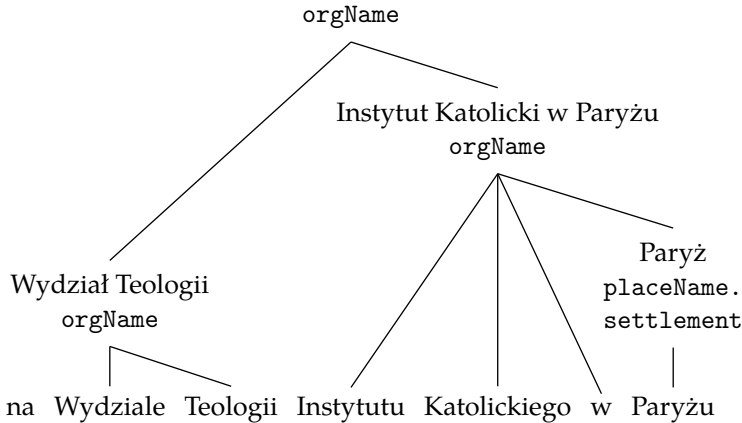 orgName
Instytut Katolicki w Paryżu
orgName
Paryż
placeName.
settlement
Wydział Teologii
orgName
na Wydziale Teologii Instytutu Katolickiego w Paryżu